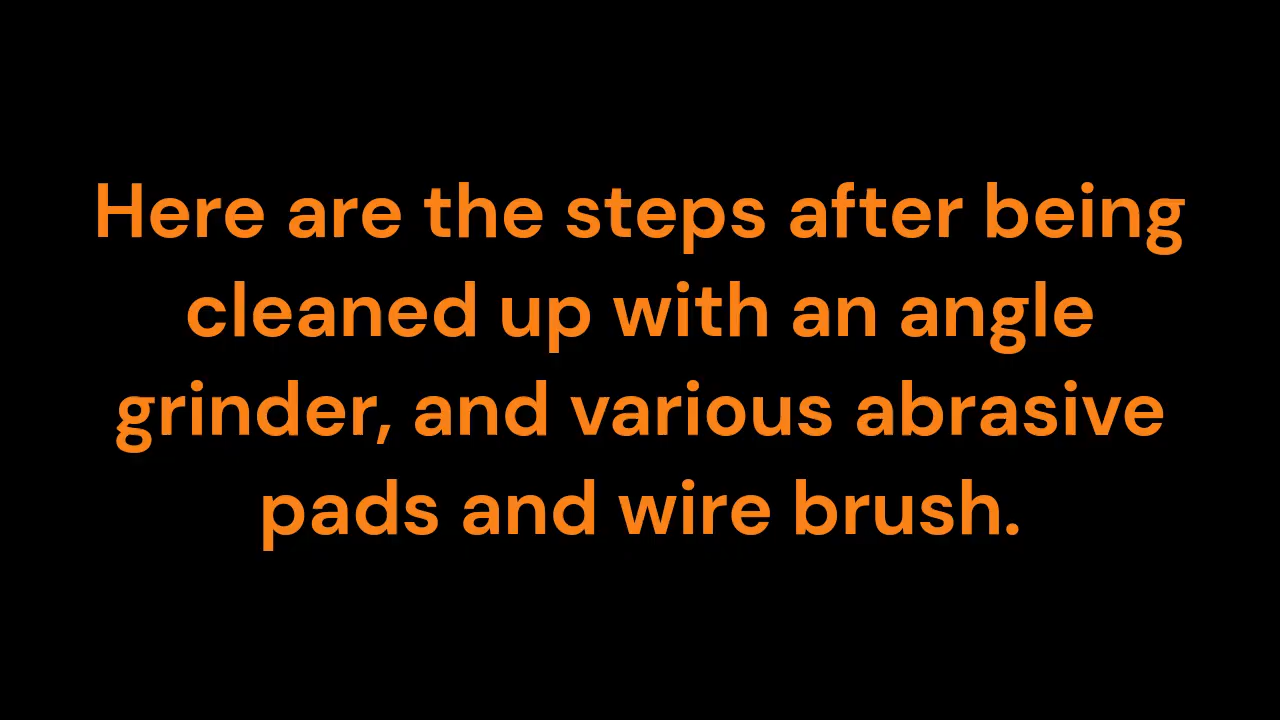 Here are the steps after being
cleaned up with an angle
grinder, and various abrasive
pads and wire brush.